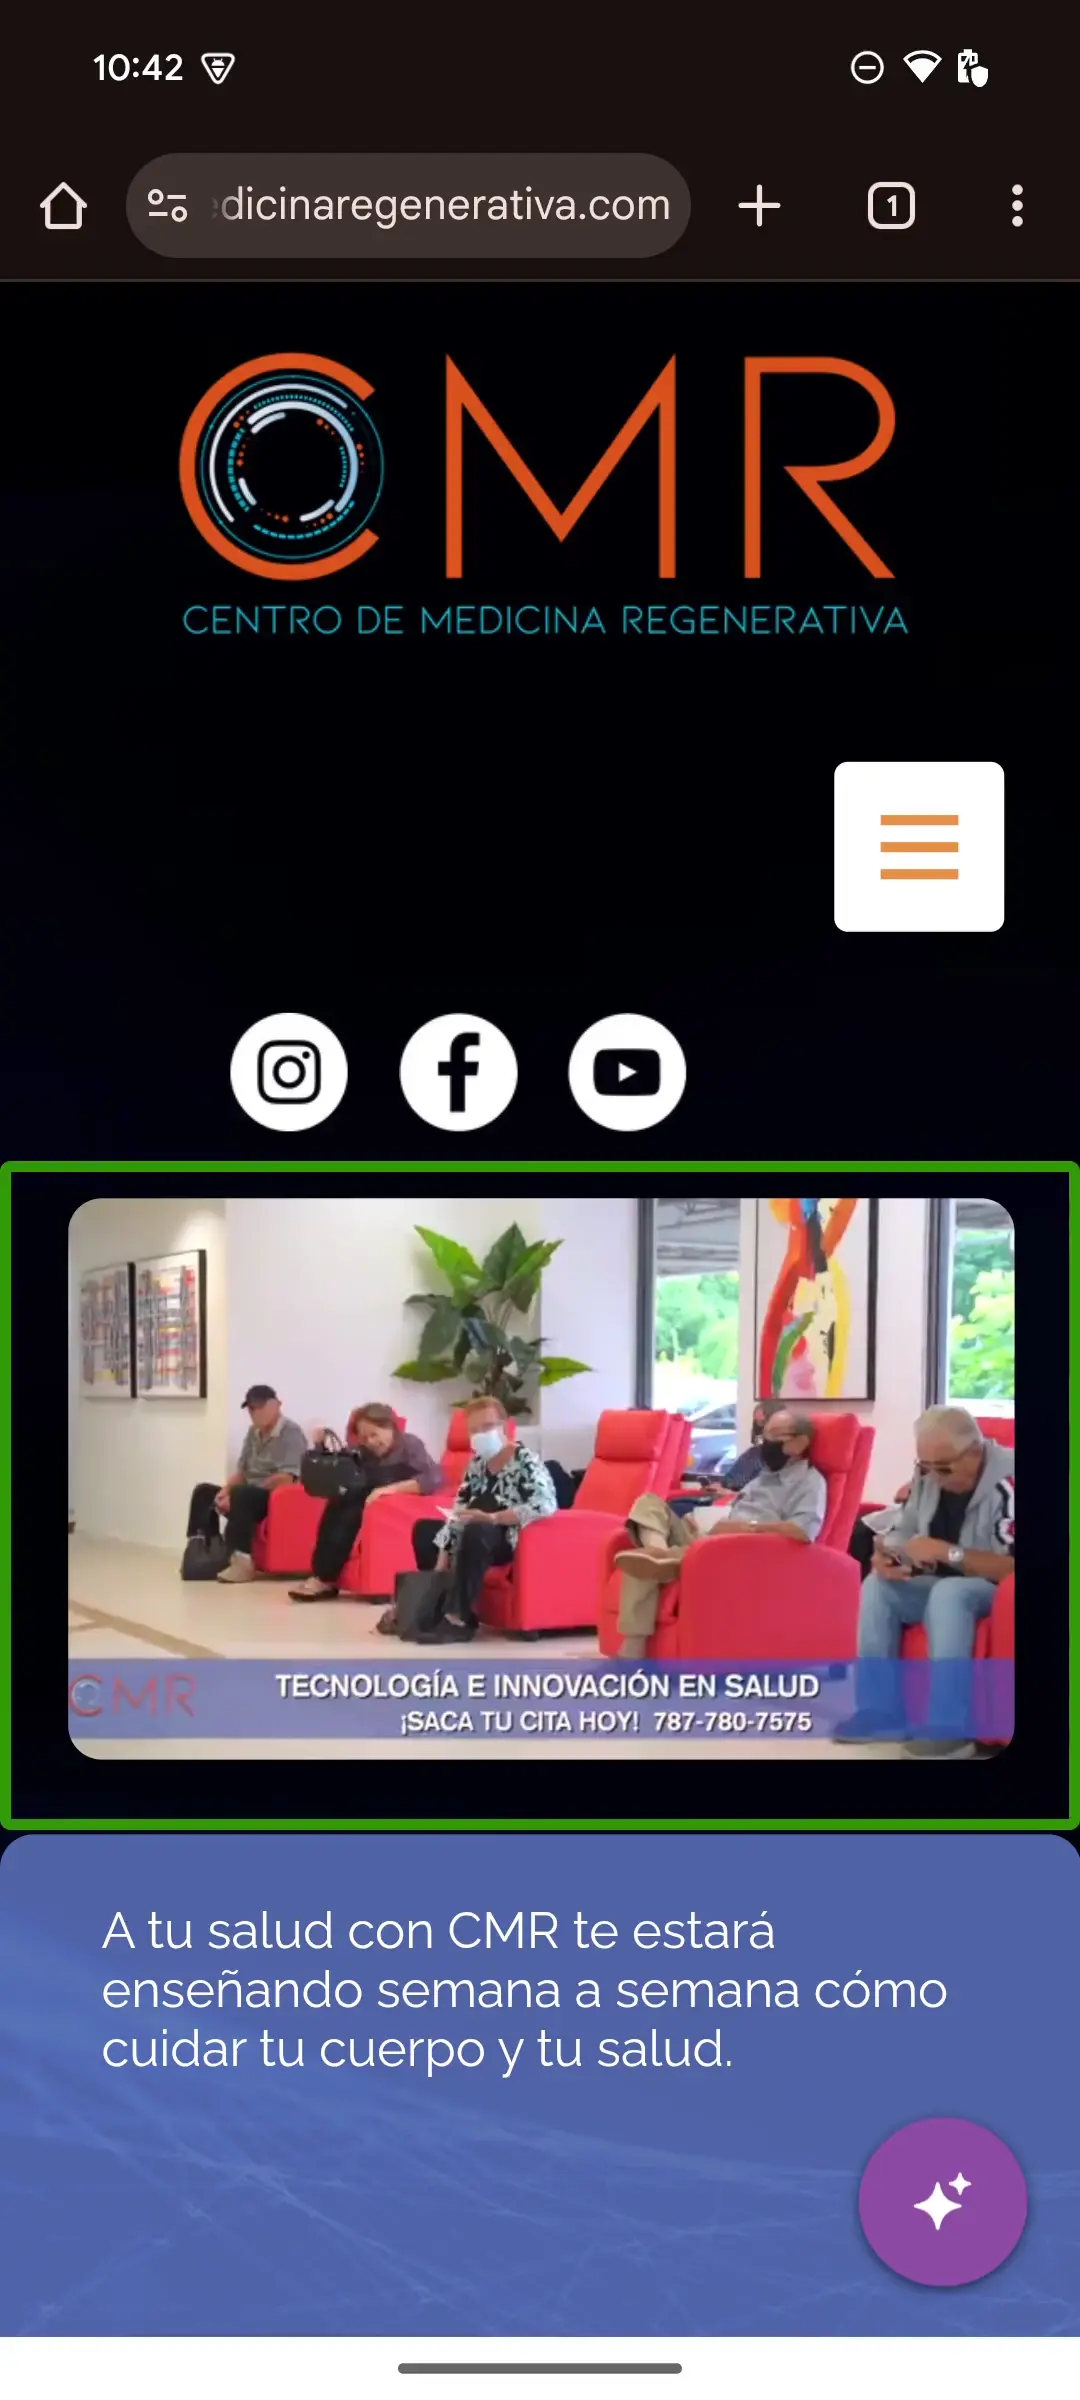 10:42
dicinaregenerativa.com
1
CMR
CENTRO DE MEDICINA REGENERATIVA
CMR
TECNOLOGÍA E INNOVACIÓN EN SALUD
¡SACA TU CITA HOY! 787-780-7575
A tu salud con CMR te estará
enseñando semana a semana cómo
cuidar tu cuerpo y tu salud.